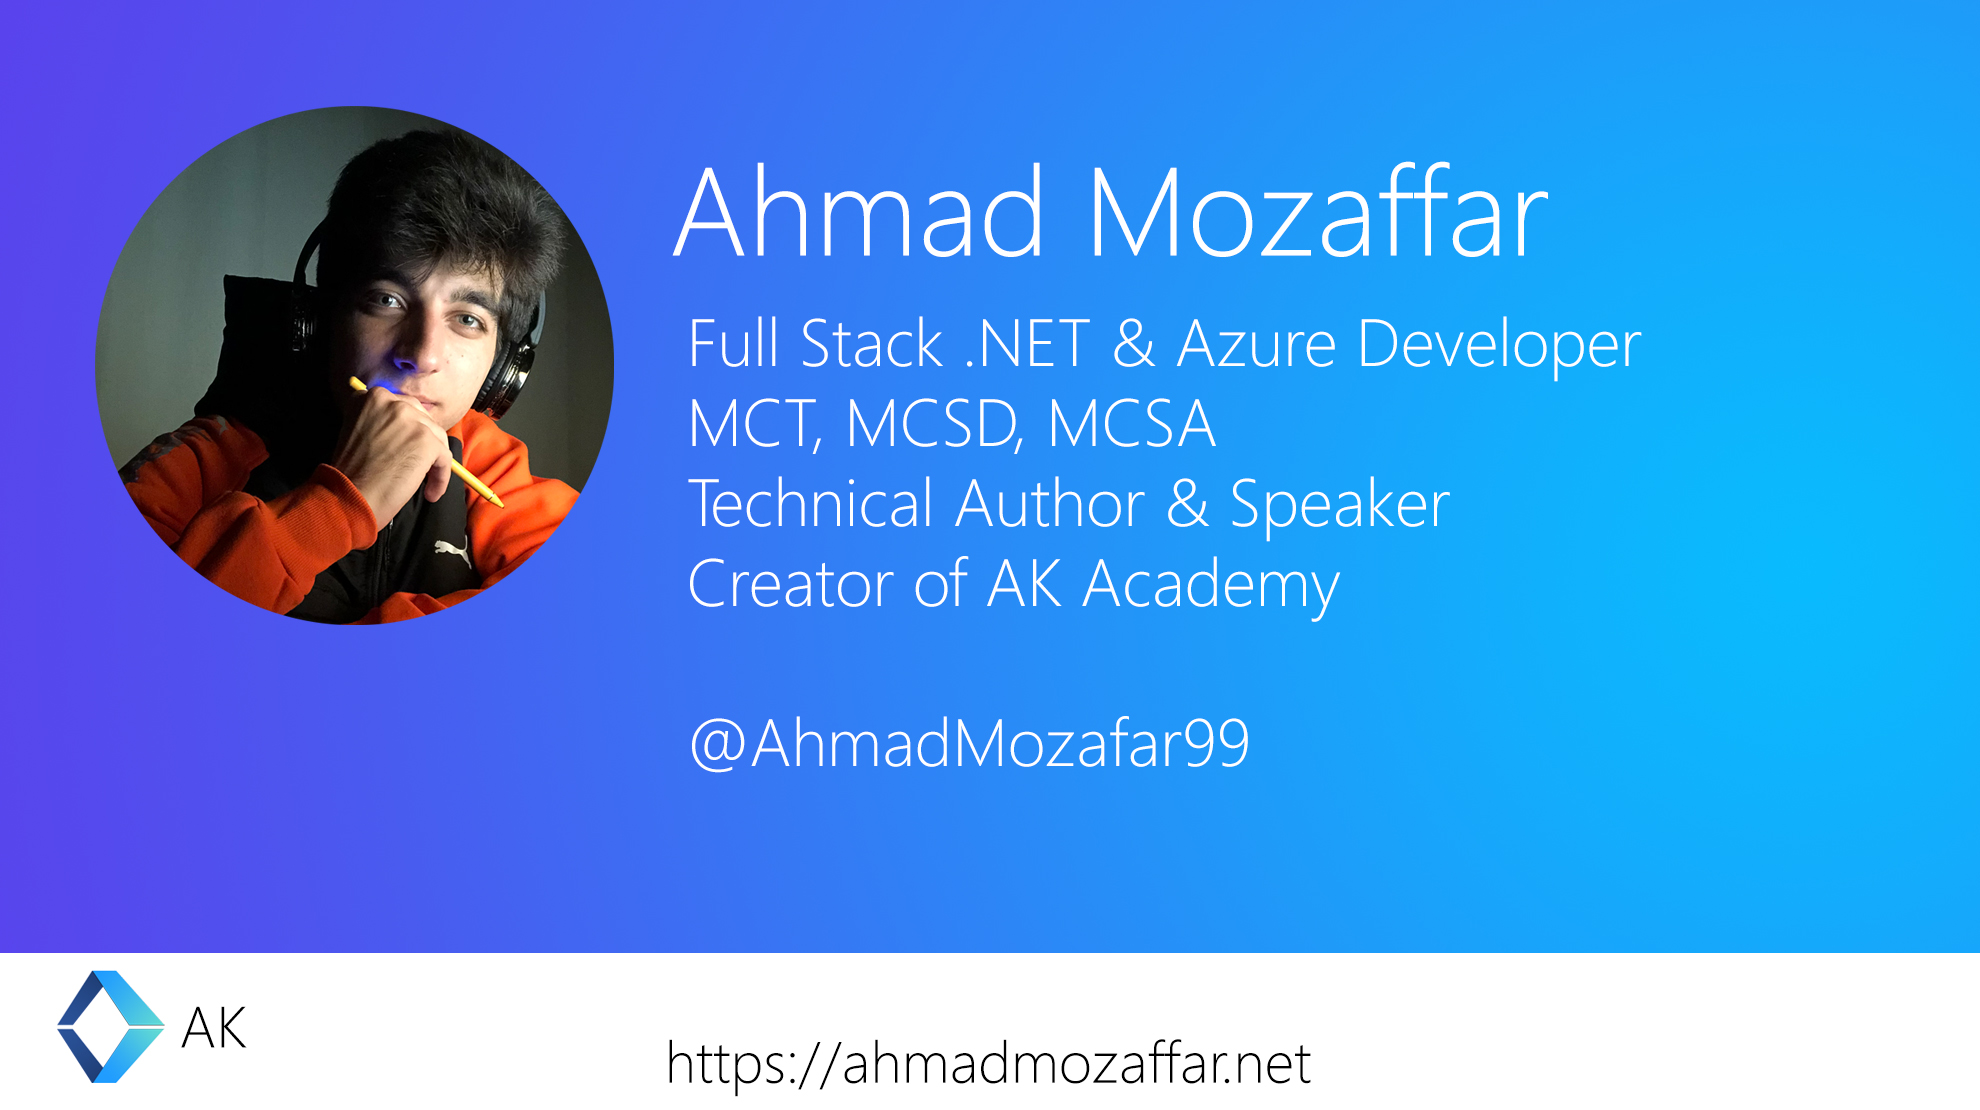 Ahmad Mozaffar
Full Stack .NET & Azure Developer
MCT, MCSD, MCSA
Technical Author & Speaker
Creator of AK Academy
@AhmadMozafar99
AK
https://ahmadmozaffar.net